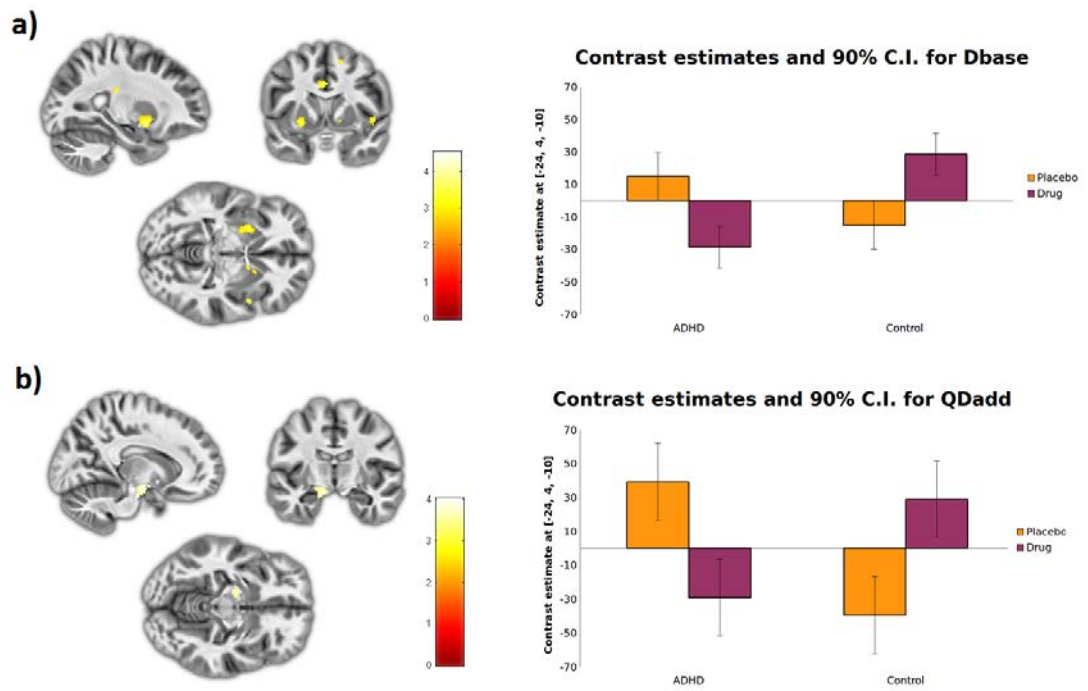 a)
4
3
2
1
0
Contrast estimates and 90% C.I. for Dbase
Contrast estimate at [-24, 4, -10]
70
50
30
10
-10
-30
-50
-70
ADHD
Control
Placebo
Drug
b)
4
3
2
1
0
Contrast estimates and 90% C.I. for QDadd
Contrast estimate at [-24, 4, -10]
70
50
30
10
-10
-30
-50
-70
ADHD
Control
Placebo
Drug